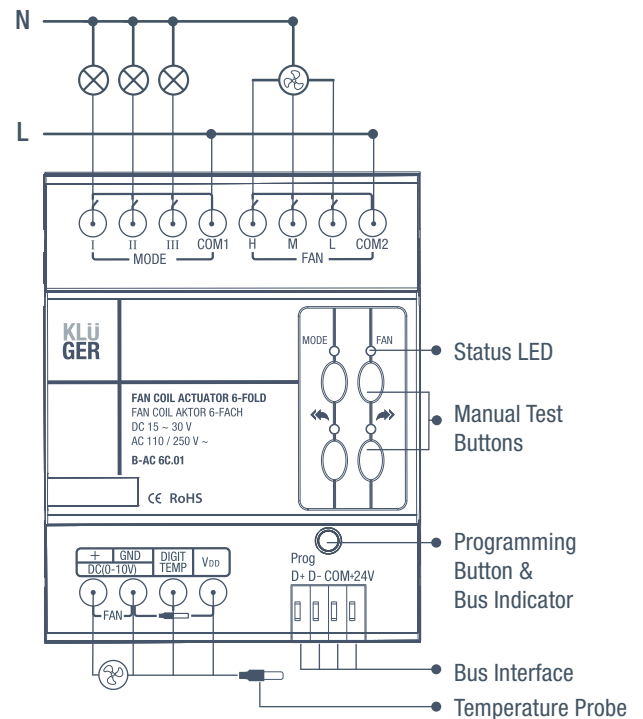 N
L
I II III COM1 H M L COM2
MODE FAN
KLÜ
GER
MODE FAN
Status LED
FAN COIL ACTUATOR 6-FOLD
FAN COIL AKTOR 6-FACH
DC 15 ~ 30 V
AC 110 / 250 V ~
B-AC 6C.01
Manual Test
Buttons
CE RoHS
Programming
Button &
Bus Indicator
+ GND DIGIT VDD
DC(0-10V) TEMP
Prog
D+ D- COM+24V
FAN
Bus Interface
Temperature Probe